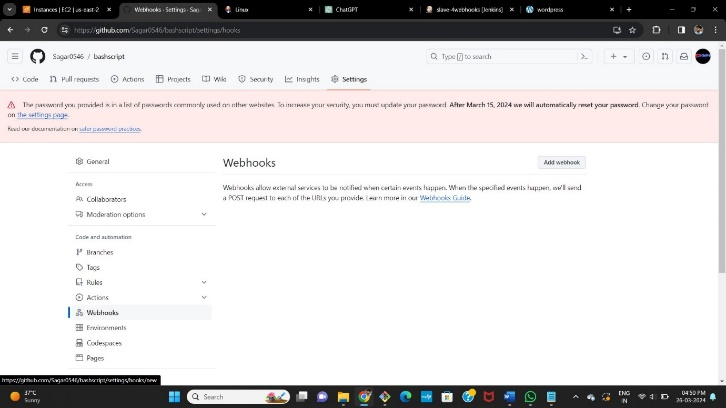 Instances | EC2 | us-east-2
Webhooks - Settings - Sag
Linux
ChatGPT
slave-4webhooks [Jenkins]
wordpress
https://github.com/Sagar0546/bashscript/settings/hooks
Sagar0546 / bashscript
Type / to search
Code
Pull requests
Actions
Projects
Wiki
Security
Insights
Settings
The password you provided is in a list of passwords commonly used on other websites. To increase your security, you must update your password. After March 15, 2024 we will automatically reset your password. Change your password
on the settings page.
Read our documentation on safer password practices.
General
Access
Collaborators
Moderation options
Code and automation
Branches
Tags
Rules
Actions
Webhooks
Environments
Codespaces
Pages
Webhooks
Add webhook
Webhooks allow external services to be notified when certain events happen. When the specified events happen, we'll send
a POST request to each of the URLs you provide. Learn more in our Webhooks Guide.
https://github.com/Sagar0546/bashscript/settings/hooks/new
37°C
Sunny
Search
ENG
IN
04:50 PM
26-03-2024